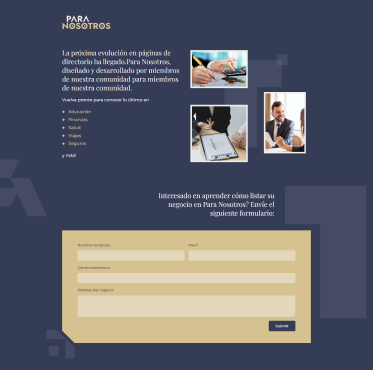 PARA
NOSOTROS
La próxima evolución en páginas de
directorio ha llegado.Para Nosotros,
diseñado y desarrollado por miembros
de nuestra comunidad para miembros
de nuestra comunidad.
Vuelva pronto para conocer lo último en
Educación
Finanzas
Salud
Viajes
Seguros
y más!
Interesado en aprender cómo listar su
negocio en Para Nosotros? Envíe el
siguiente formulario:
Nombre completo
Correo electrónico
Detalles del negocio
Submit